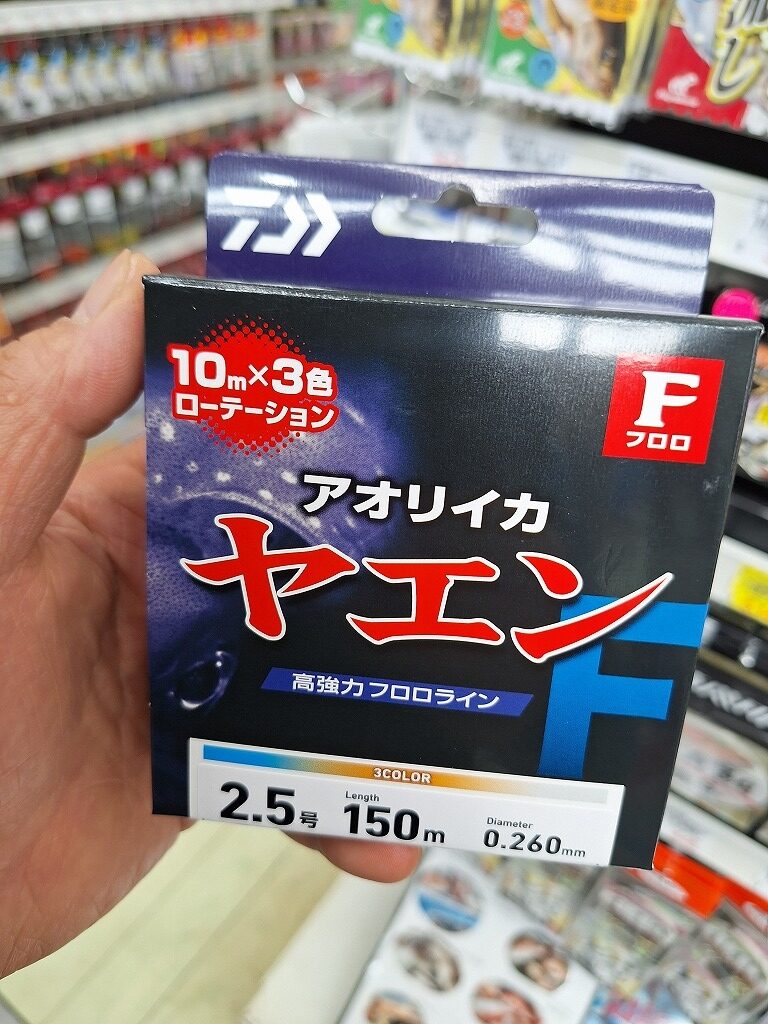 10m×3色
ローテーション
F
フロロ
アオリイカ
ヤエン
F
高強力 フロロライン
3COLOR
2.5号
Length
150m
Diameter
0.260mm